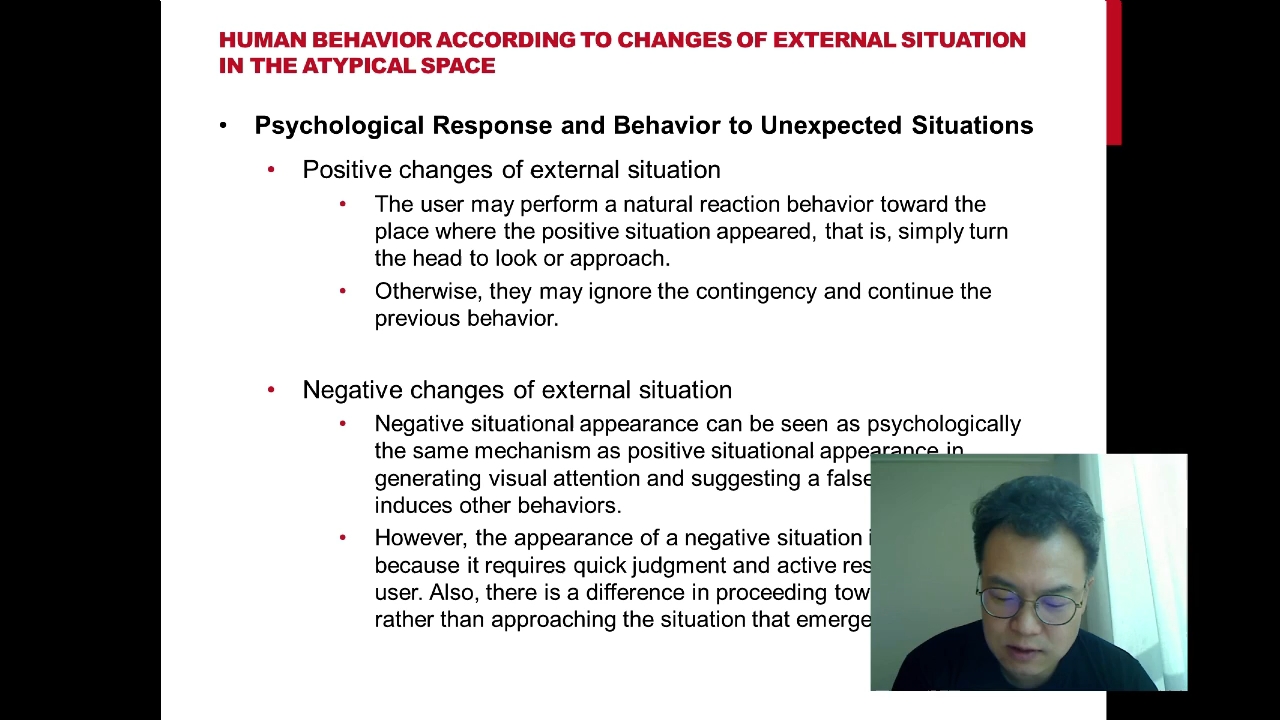 HUMAN BEHAVIOR ACCORDING TO CHANGES OF EXTERNAL SITUATION
IN THE ATYPICAL SPACE
• Psychological Response and Behavior to Unexpected Situations
• Positive changes of external situation
• The user may perform a natural reaction behavior toward the
place where the positive situation appeared, that is, simply turn
the head to look or approach.
• Otherwise, they may ignore the contingency and continue the
previous behavior.
• Negative changes of external situation
• Negative situational appearance can be seen as psychologically
the same mechanism as positive situational appearance in
generating visual attention and suggesting a false
induces other behaviors.
• However, the appearance of a negative situation
because it requires quick judgment and active
user. Also, there is a difference in proceeding
rather than approaching the situation that